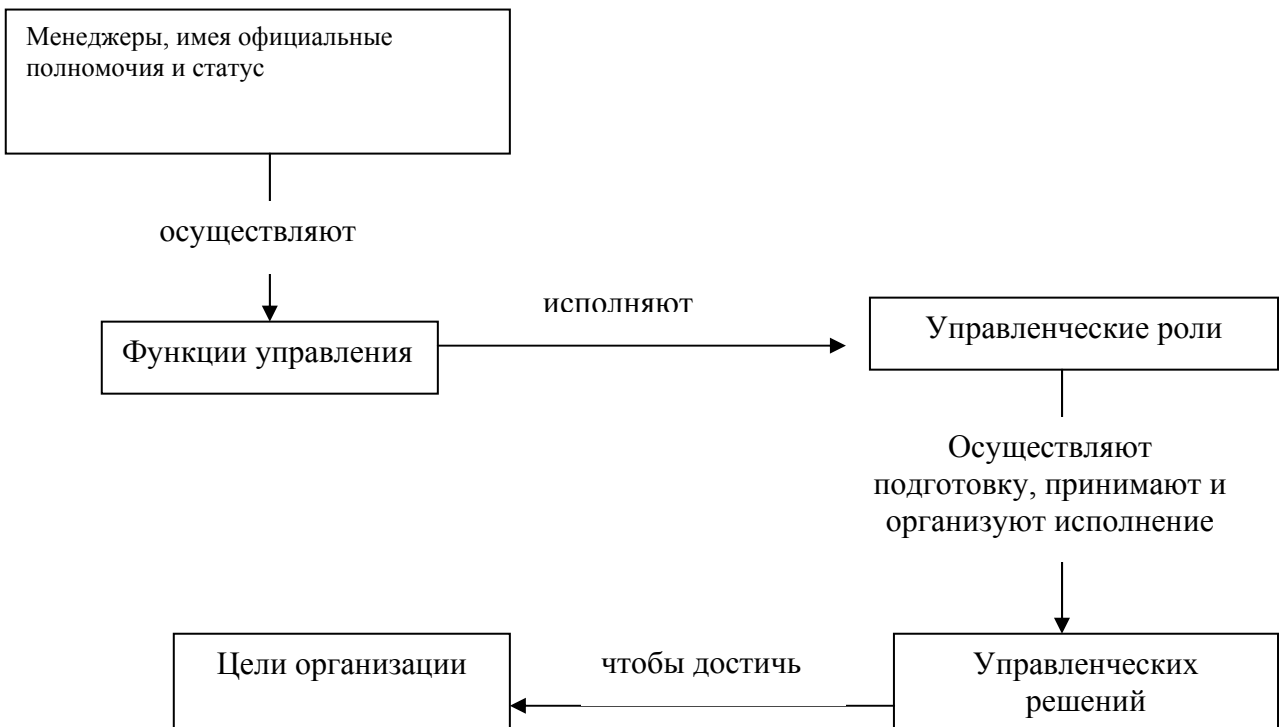 Менеджеры, имея официальные
полномочия и статус
осуществляют
исполняют
Функции управления
Управленческие роли
Осуществляют
подготовку, принимают и
организуют исполнение
Цели организации
чтобы достичь
Управленческих
решений